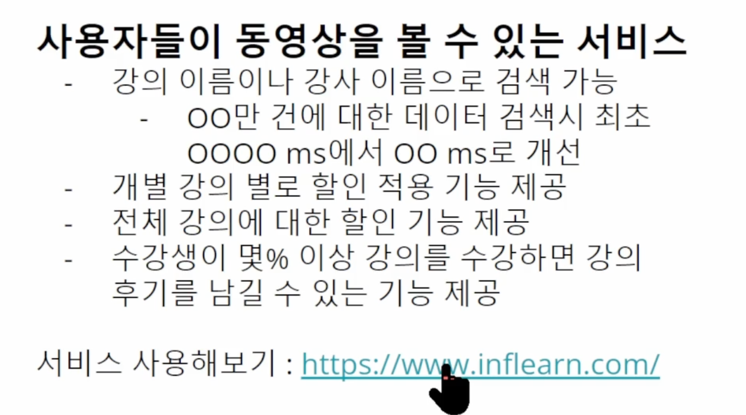 사용자들이 동영상을 볼 수 있는 서비스
- 강의 이름이나 강사 이름으로 검색 가능
- OO만 건에 대한 데이터 검색시 최초
OOOO ms에서 OO ms로 개선
- 개별 강의 별로 할인 적용 기능 제공
- 전체 강의에 대한 할인 기능 제공
- 수강생이 몇% 이상 강의를 수강하면 강의
후기를 남길 수 있는 기능 제공
서비스 사용해보기 : https://www.inflearn.com/